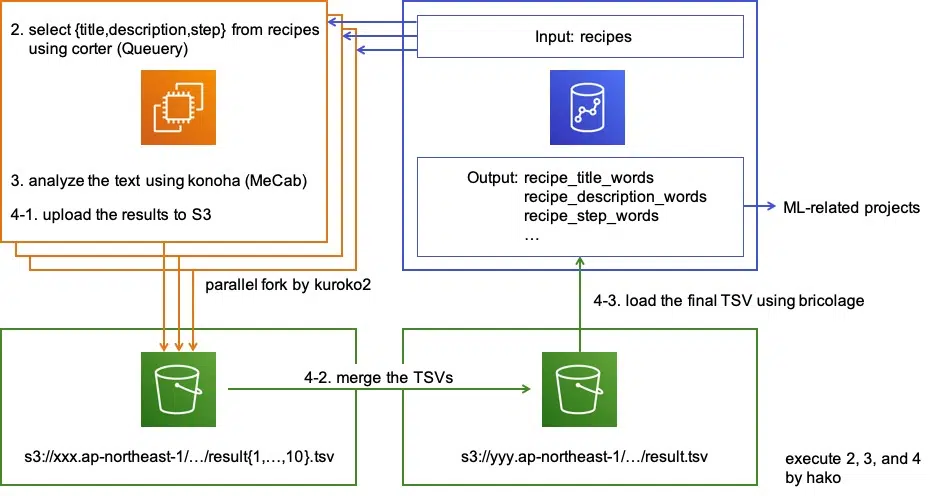 2. select {title,description,step} from recipes
using corter (Queuery)
3. analyze the text using konoha (MeCab)
4-1. upload the results to S3
Input: recipes
Output: recipe_title_words
recipe_description_words
recipe_step_words
…
ML-related projects
parallel fork by kuroko2
4-3. load the final TSV using bricolage
4-2. merge the TSVs
s3://xxx.ap-northeast-1/…/result{1,…,10}.tsv
s3://yyy.ap-northeast-1/…/result.tsv
execute 2, 3, and 4
by hako